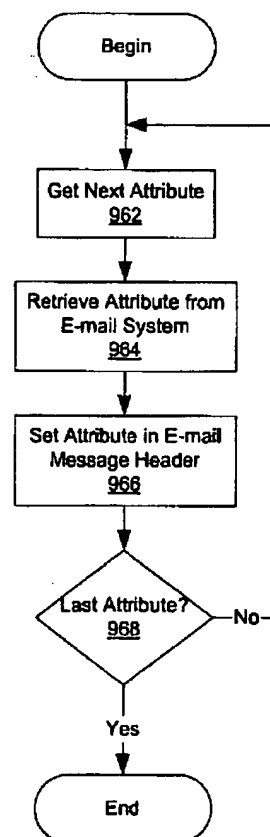 Begin
Get Next Attribute
962
Retrieve Attribute from
E-mail System
964
Set Attribute in E-mail
Message Header
966
Last Attribute?
968
No
Yes
End